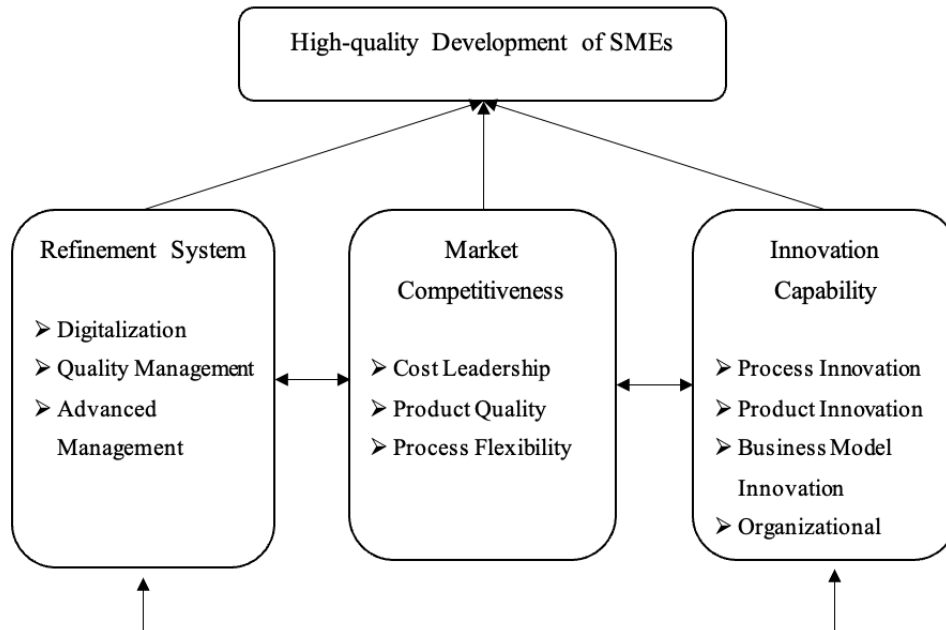 High-quality Development of SMEs
Refinement System
➢ Digitalization
➢ Quality Management
➢ Advanced
Management
Market
Competitiveness
➢ Cost Leadership
➢ Product Quality
➢ Process Flexibility
Innovation
Capability
➢ Process Innovation
➢ Product Innovation
➢ Business Model
Innovation
➢ Organizational